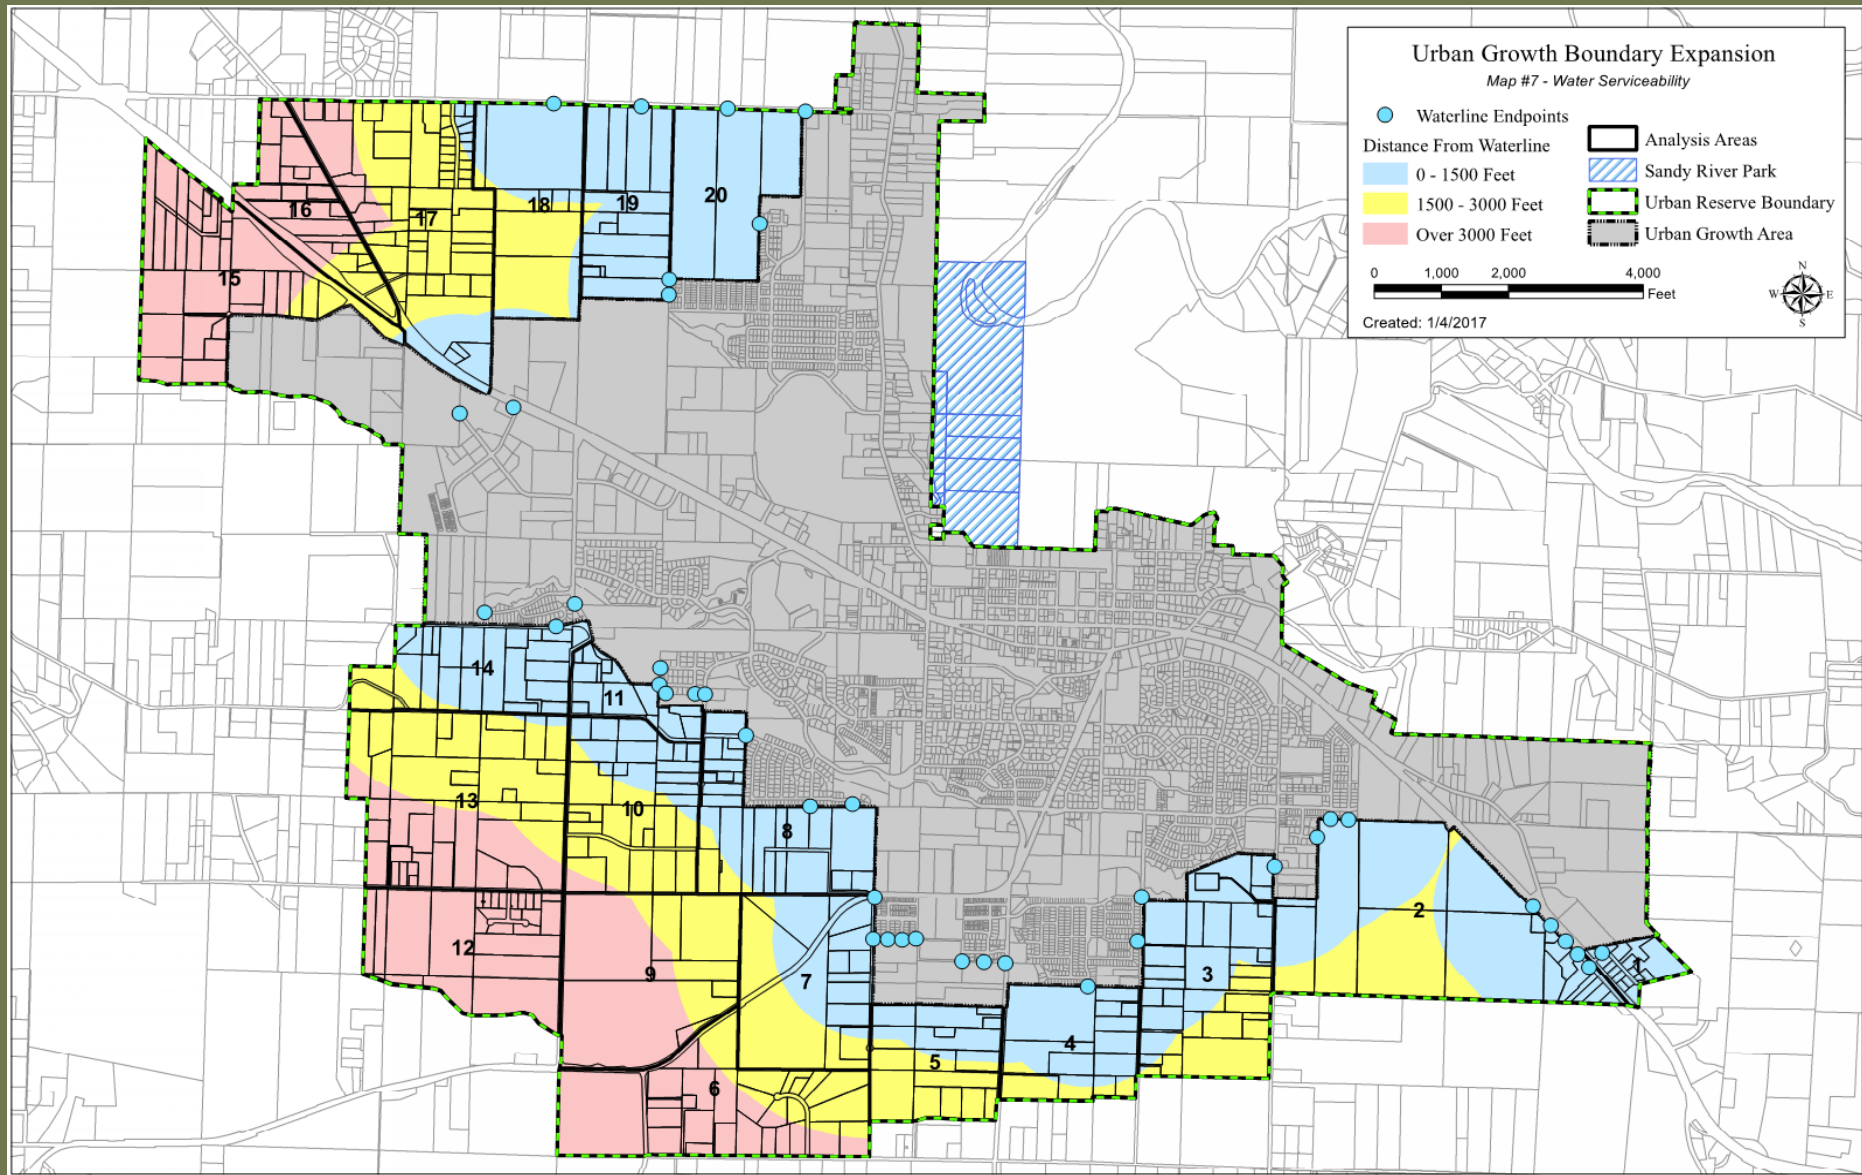 Urban Growth Boundary Expansion
Map #7 - Water Serviceability
Waterline Endpoints
Distance From Waterline
0 - 1500 Feet
1500 - 3000 Feet
Over 3000 Feet
Analysis Areas
Sandy River Park
Urban Reserve Boundary
Urban Growth Area
0 1,000 2,000 4,000
Feet
N
W E
S
Created: 1/4/2017
20
19
18
17
16
15
14
11
13
10
8
12
9
7
6
5
4
3
2
1